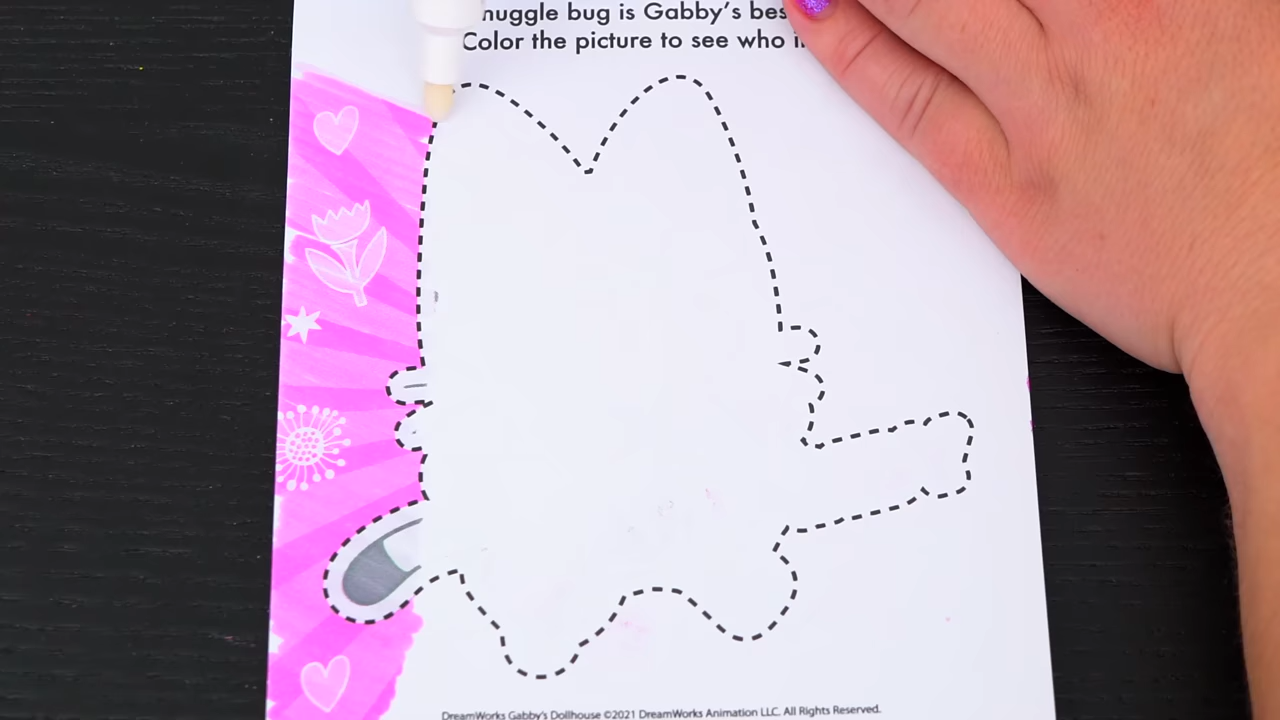 nuggle bug is Gabby's bes
Color the picture to see who i
DreamWorks Gabby's Dollhouse ©2021 DreamWorks Animation LLC. All Rights Reserved.